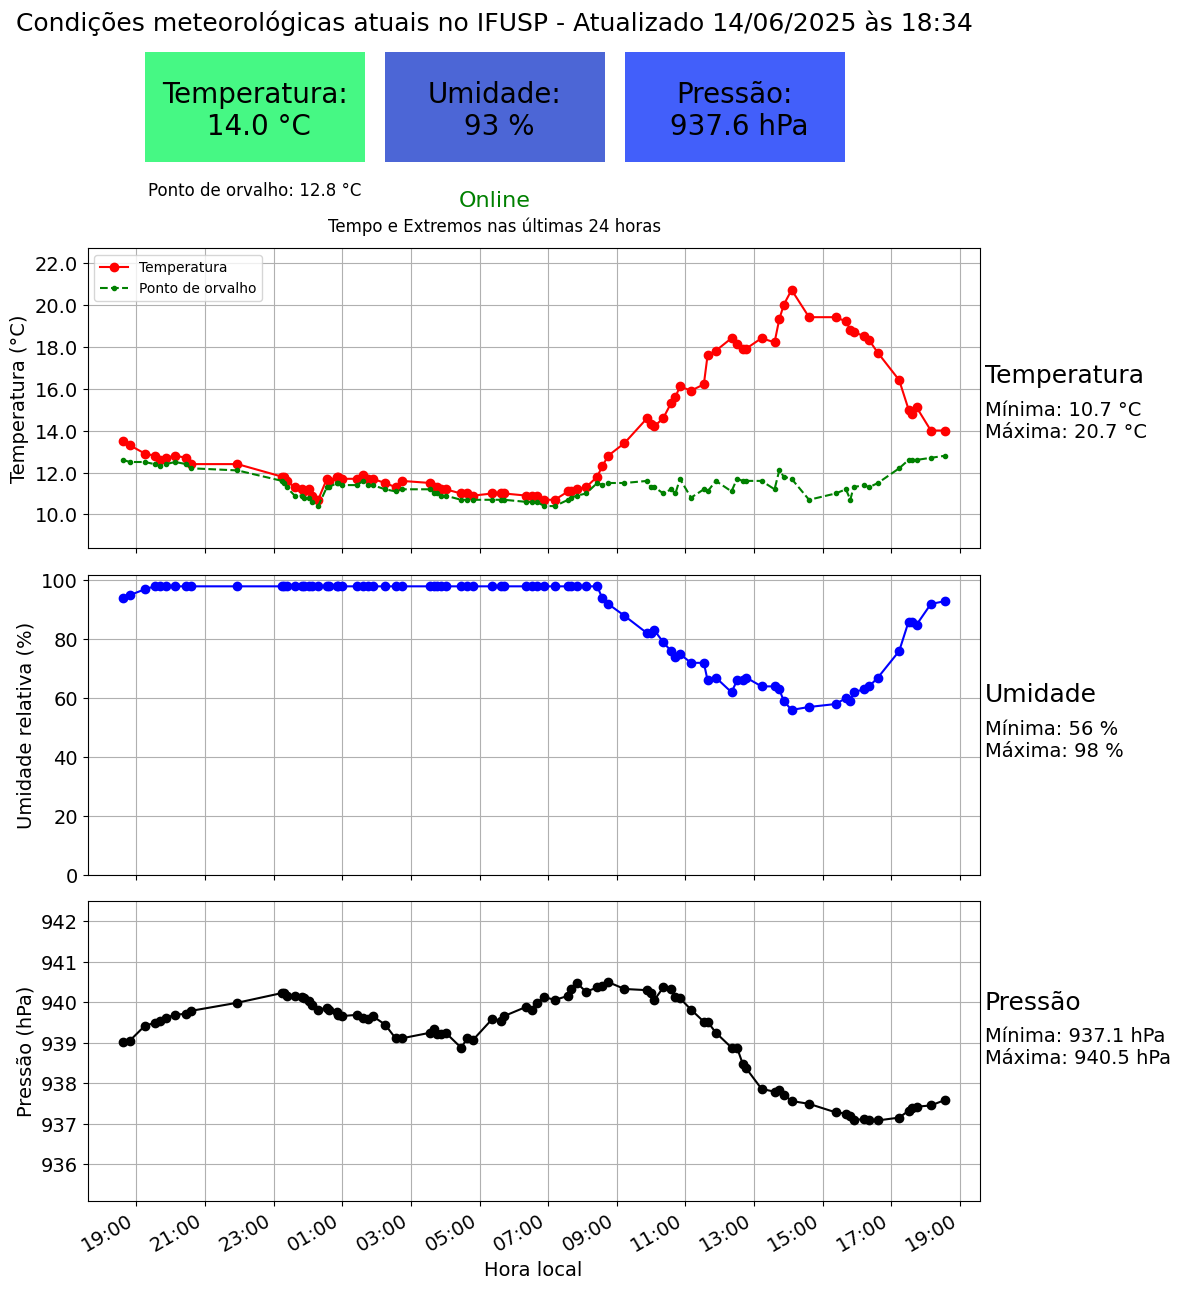 Condições meteorológicas atuais no IFUSP - Atualizado 14/06/2025 às 18:34
Temperatura:
14.0 °C
Umidade:
93 %
Pressão:
937.6 hPa
Ponto de orvalho: 12.8 °C
Online
Tempo e Extremos nas últimas 24 horas
Temperatura (°C)
22.0
20.0
18.0
16.0
14.0
12.0
10.0
Temperatura
Ponto de orvalho
Temperatura
Mínima: 10.7 °C
Máxima: 20.7 °C
Umidade relativa (%)
100
80
60
40
20
0
Umidade
Mínima: 56 %
Máxima: 98 %
Pressão (hPa)
942
941
940
939
938
937
936
Pressão
Mínima: 937.1 hPa
Máxima: 940.5 hPa
19:00
21:00
23:00
01:00
03:00
05:00
07:00
09:00
11:00
13:00
15:00
17:00
19:00
Hora local